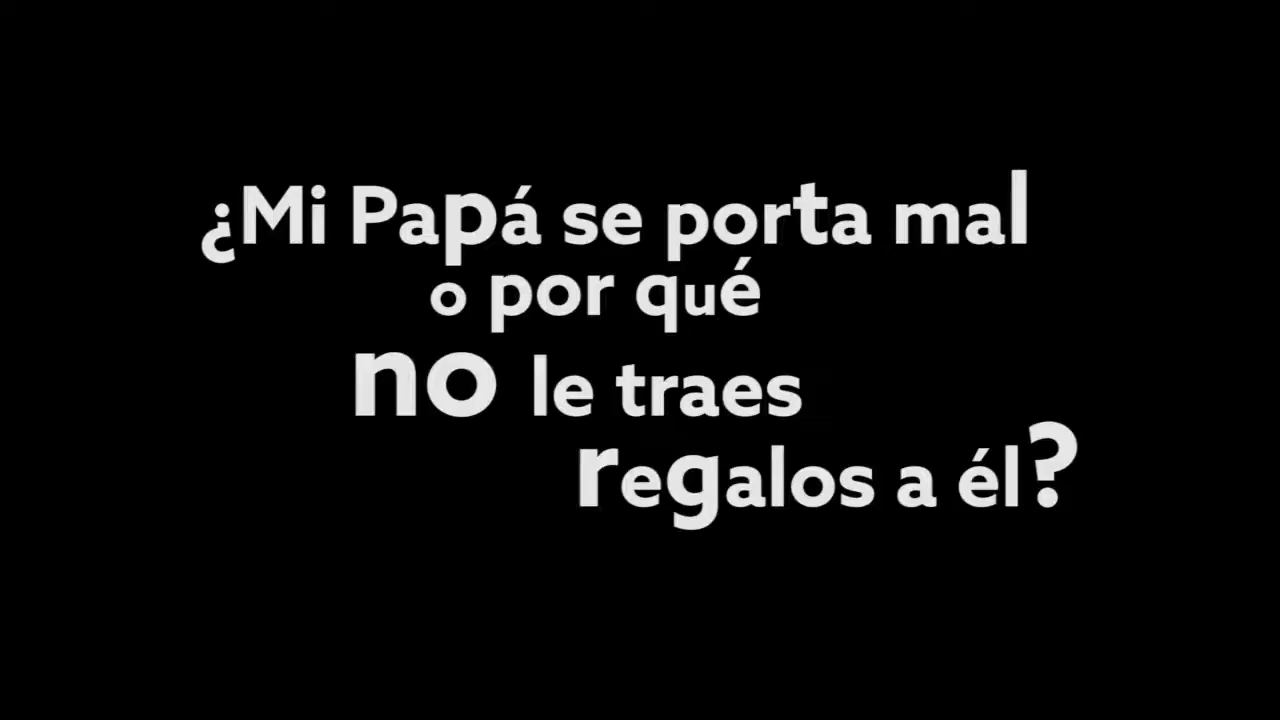 ¿Mi Papá se porta mal
o por qué
no le traes
regalos a él?